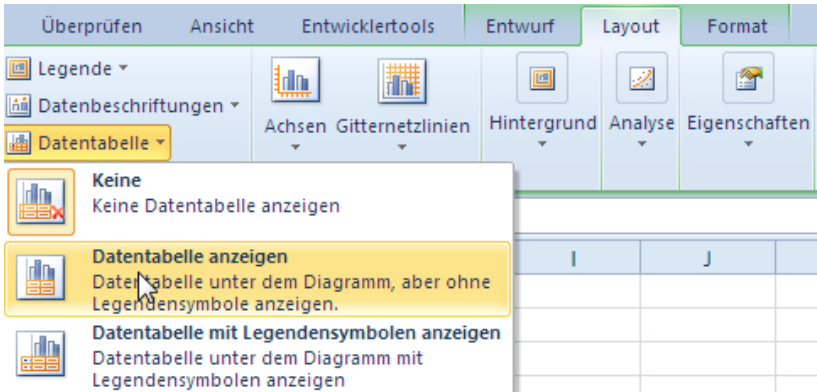 Überprüfen Ansicht Entwicklertools Entwurf Layout Format
Legende
Datenbeschriftungen
Datentabelle
Achsen Gitternetzlinien Hintergrund Analyse Eigenschaften
Keine
Keine Datentabelle anzeigen
Datentabelle anzeigen
Datentabelle unter dem Diagramm, aber ohne
Legendensymbole anzeigen.
Datentabelle mit Legendensymbolen anzeigen
Datentabelle unter dem Diagramm mit
Legendensymbolen anzeigen
I J